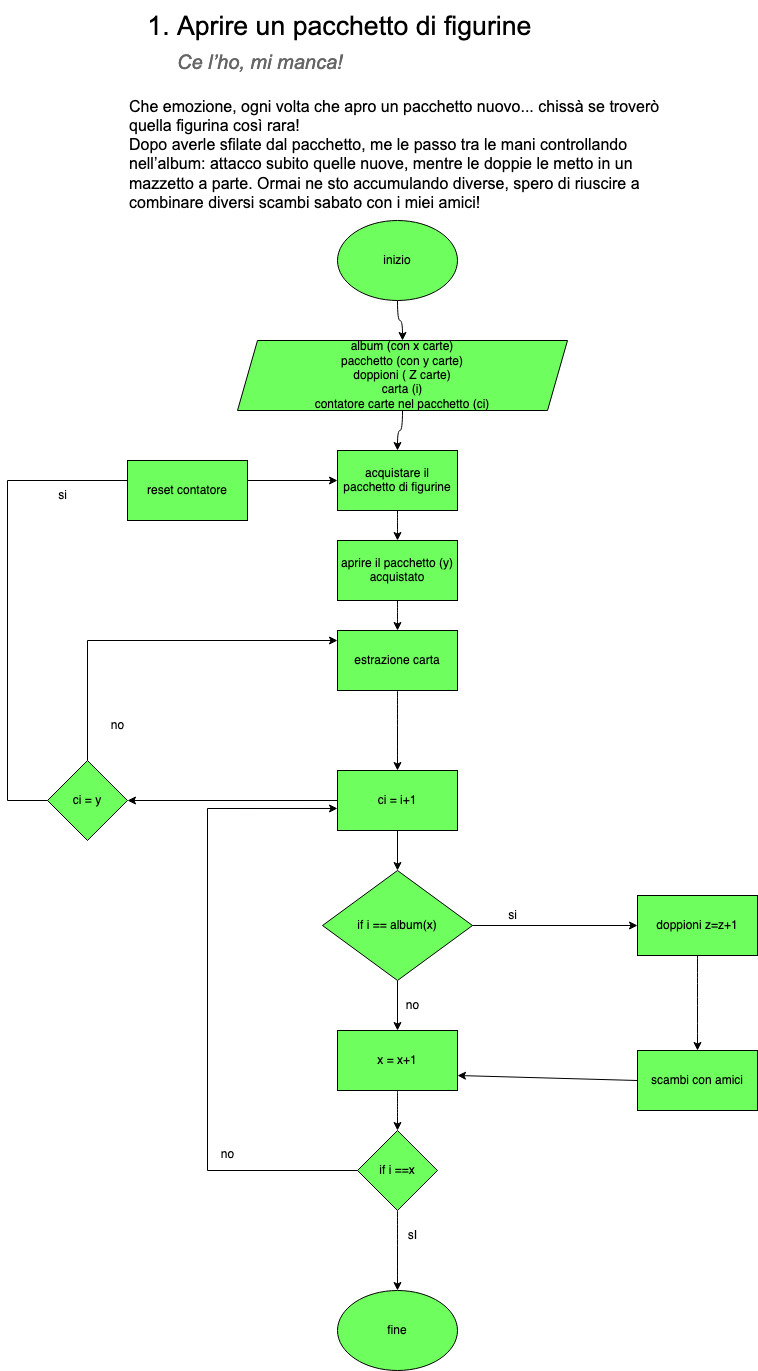 1. Aprire un pacchetto di figurine
Ce l’ho, mi manca!
Che emozione, ogni volta che apro un pacchetto nuovo... chissà se troverò
quella figurina così rara!
Dopo averle sfilate dal pacchetto, me le passo tra le mani controllando
nell’album: attacco subito quelle nuove, mentre le doppie le metto in un
mazzetto a parte. Ormai ne sto accumulando diverse, spero di riuscire a
combinare diversi scambi sabato con i miei amici!
inizio
album (con x carte)
pacchetto (con y carte)
doppioni ( Z carte)
carta (i)
contatore carte nel pacchetto (ci)
acquistare il
pacchetto di figurine
reset contatore
si
aprire il pacchetto (y)
acquistato
estrazione carta
no
ci = y
ci = i+1
if i == album(x)
si
doppioni z=z+1
no
x = x+1
scambi con amici
no
if i ==x
sI
fine